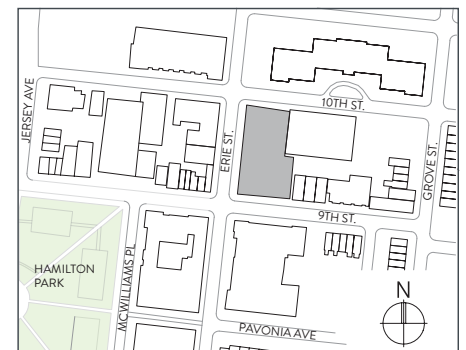 10TH ST.
JERSEY AVE
ERIE ST.
GROVE ST.
9TH ST.
HAMILTON
PARK
MCWILLIAMS PL
N
PAVONIA AVE